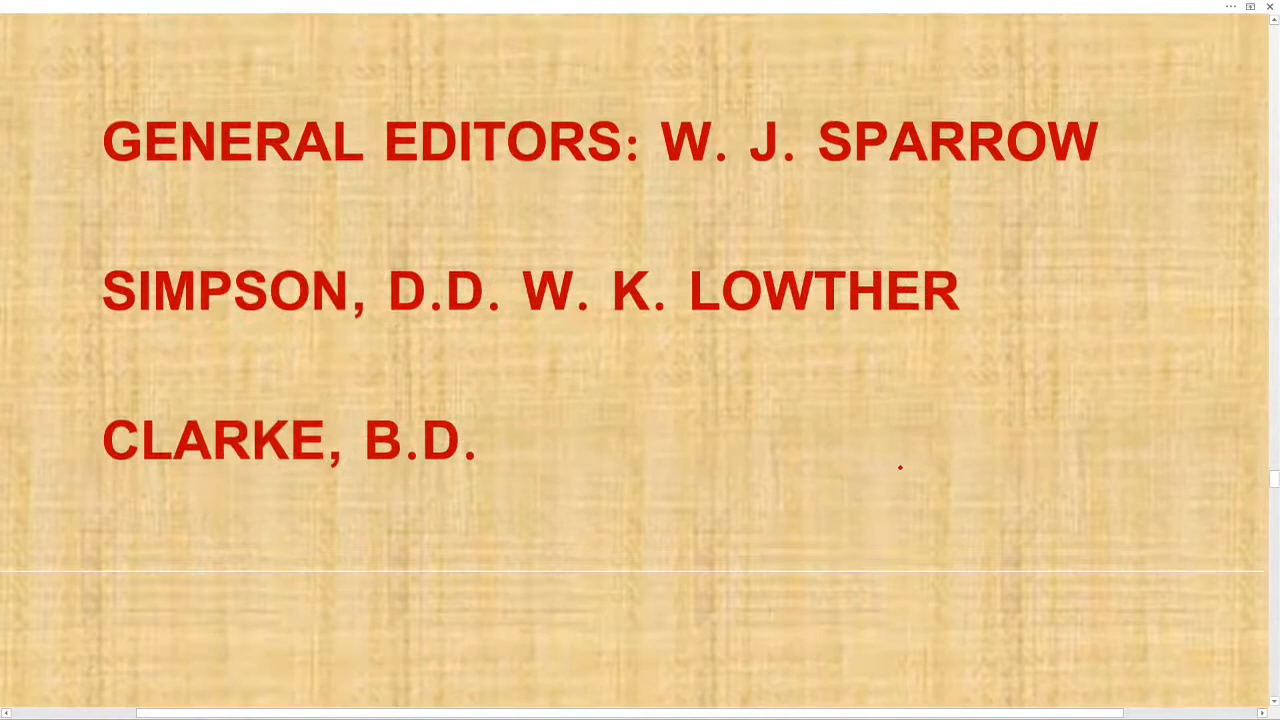 GENERAL EDITORS: W. J. SPARROW
SIMPSON, D.D. W. K. LOWTHER
CLARKE, B.D.